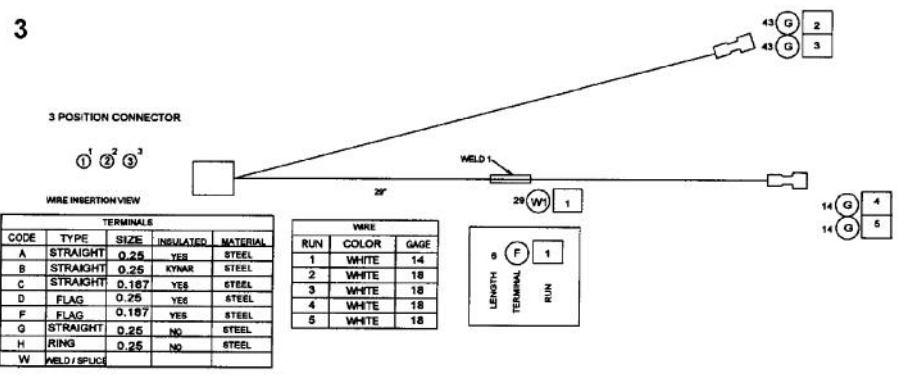 3
43 G 2
43 G 3
3 POSITION CONNECTOR
1 1 2 2 3 3
WIRE INSERTION VIEW
WELD 1
29"
29 W1 1
14 G 4
14 G 5
TERMINALS
CODE TYPE SIZE INSULATED MATERIAL
A STRAIGHT 0.25 YES STEEL
B STRAIGHT 0.25 KYNAR STEEL
C STRAIGHT 0.187 YES STEEL
D FLAG 0.25 YES STEEL
F FLAG 0.187 YES STEEL
G STRAIGHT 0.25 NO STEEL
H RING 0.25 NO STEEL
W WELD / SPLICE
WIRE
RUN COLOR GAGE
1 WHITE 14
2 WHITE 18
3 WHITE 18
4 WHITE 18
5 WHITE 18
6 F 1
LENGTH
TERMINAL
RUN